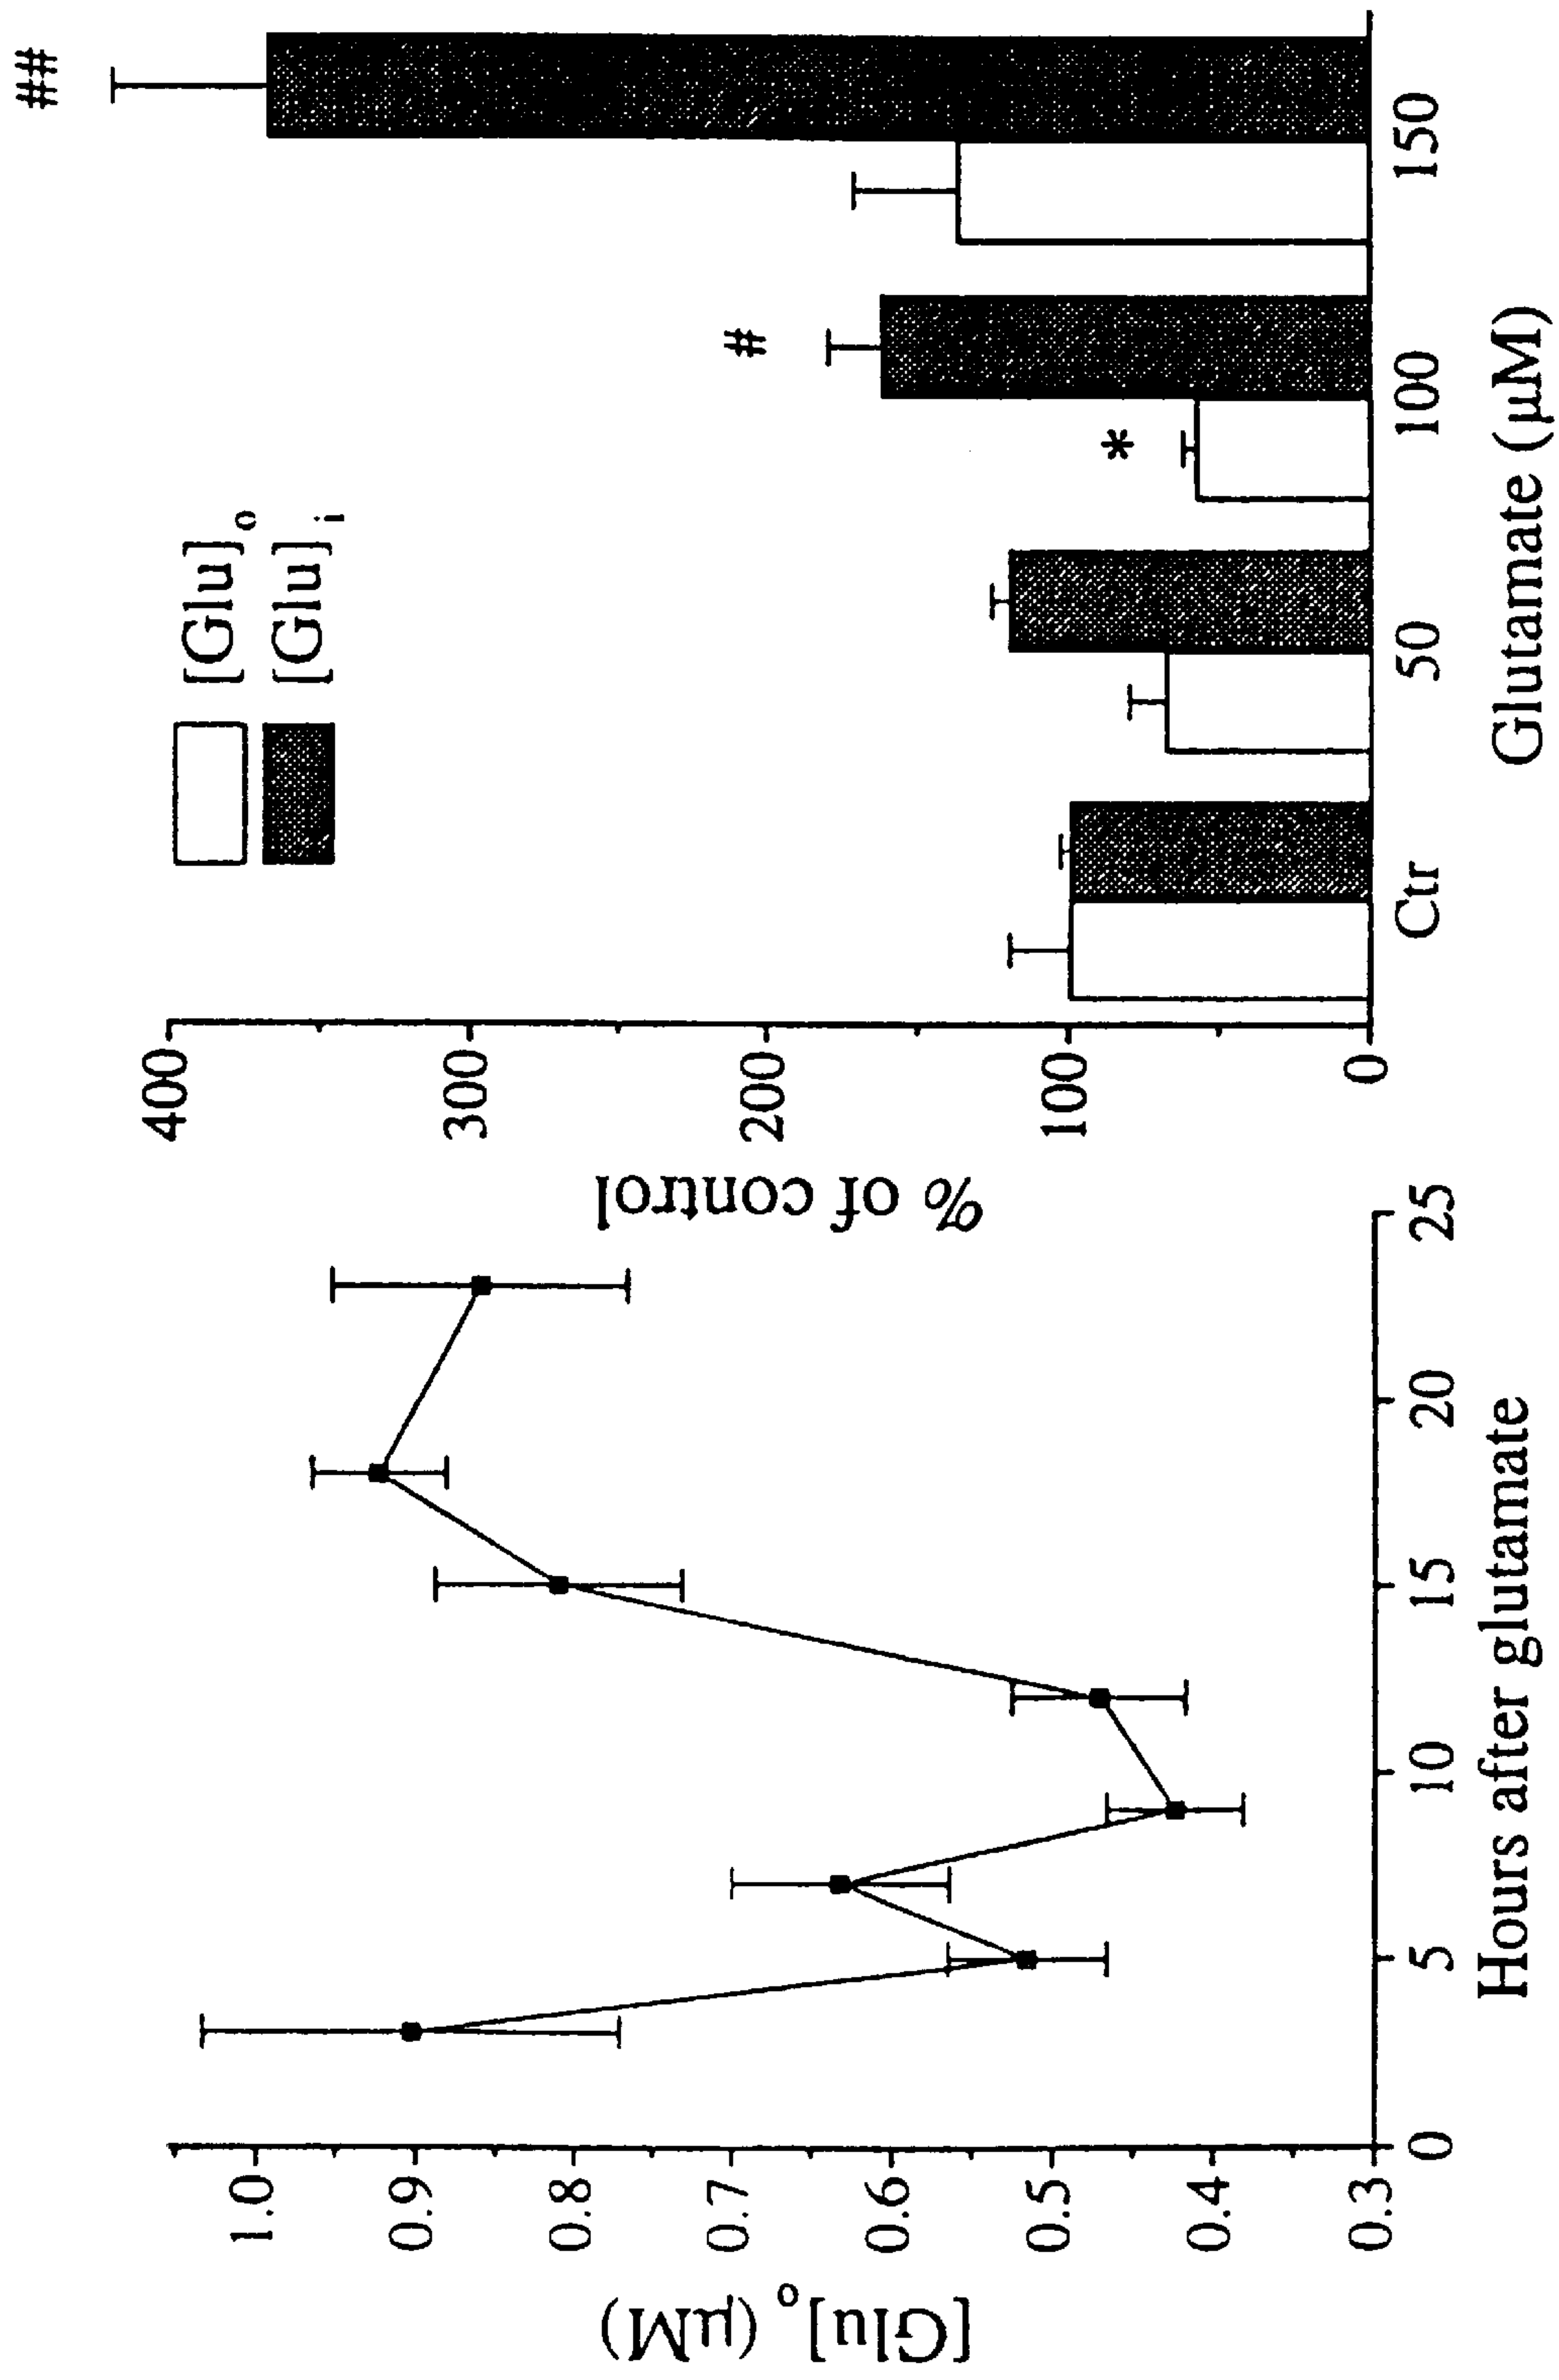 [Glu]o (µM)
1.0
0.9
0.8
0.7
0.6
0.5
0.4
0.3
0 5 10 15 20 25
Hours after glutamate
% of control
400
300
200
100
0
[Glu]o
[Glu]i
*
#
##
Ctr 50 100 150
Glutamate (µM)